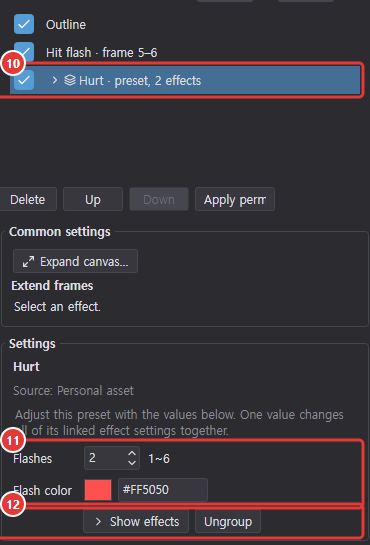 Outline
Hit flash · frame 5–6
10
Hurt · preset, 2 effects
Delete
Up
Down
Apply perm
Common settings
Expand canvas...
Extend frames
Select an effect.
Settings
Hurt
Source: Personal asset
Adjust this preset with the values below. One value changes
all of its linked effect settings together.
11
Flashes 2 1~6
Flash color #FF5050
12
Show effects
Ungroup